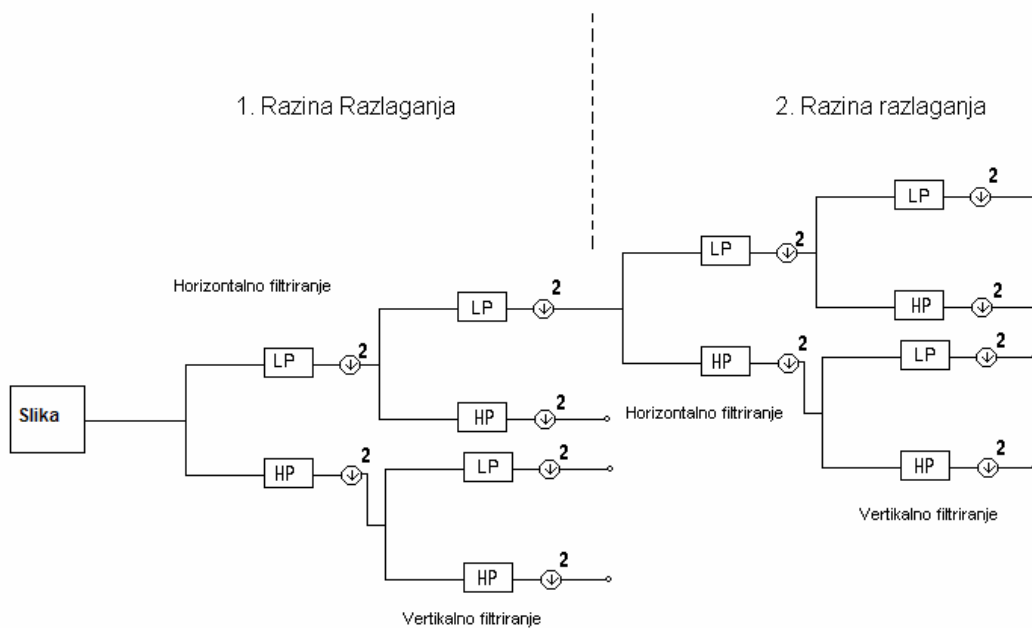 1. Razina Razlaganja
2. Razina razlaganja
Horizontalno filtriranje
Slika
LP
2
HP
2
LP
2
HP
2
LP
2
HP
2
Vertikalno filtriranje
Horizontalno filtriranje
LP
2
HP
2
LP
2
HP
2
LP
2
HP
2
Vertikalno filtriranje